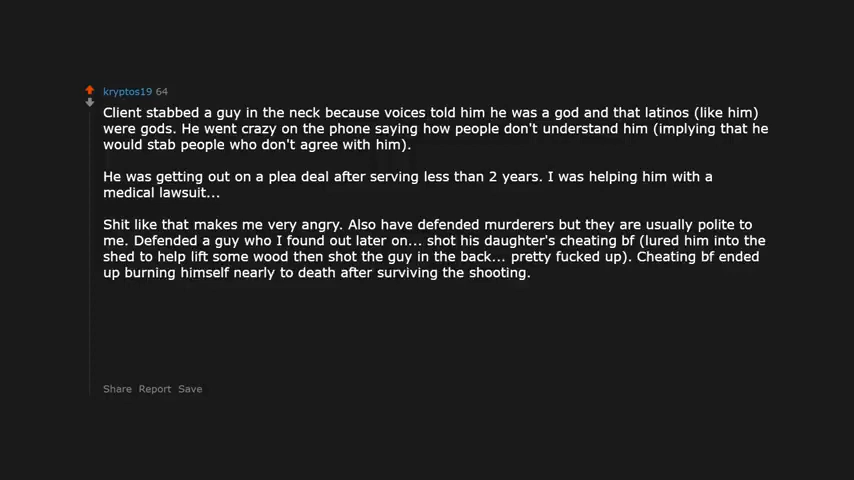 kryptos19 64
Client stabbed a guy in the neck because voices told him he was a god and that latinos (like him)
were gods. He went crazy on the phone saying how people don't understand him (implying that he
would stab people who don't agree with him).
He was getting out on a plea deal after serving less than 2 years. I was helping him with a
medical lawsuit...
Shit like that makes me very angry. Also have defended murderers but they are usually polite to
me. Defended a guy who I found out later on... shot his daughter's cheating bf (lured him into the
shed to help lift some wood then shot the guy in the back... pretty fucked up). Cheating bf ended
up burning himself nearly to death after surviving the shooting.
Share Report Save